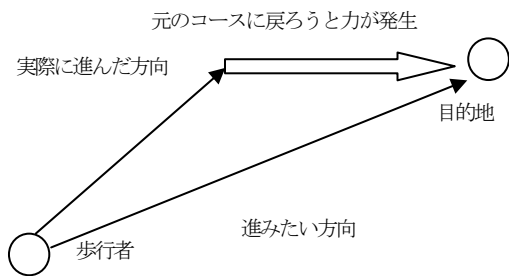 元のコースに戻ろうと力が発生
実際に進んだ方向
目的地
歩行者
進みたい方向